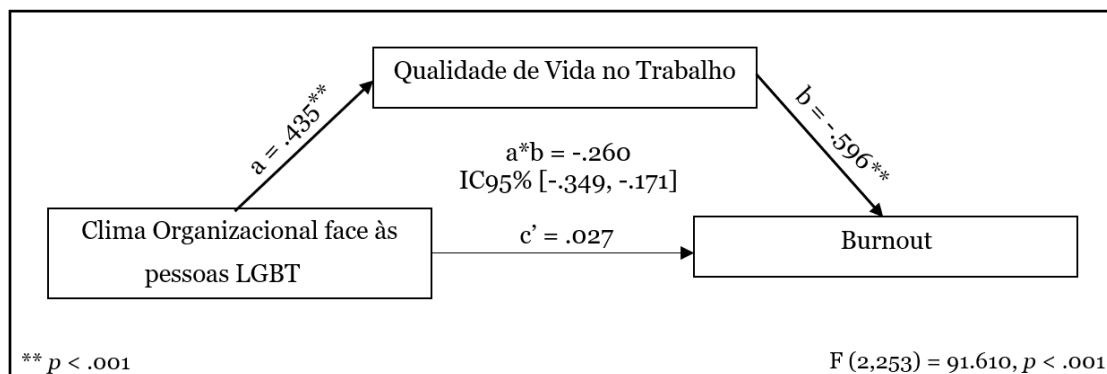 Qualidade de Vida no Trabalho
a = .435**
b = -.596**
a*b = -.260
IC95% [-.349, -.171]
Clima Organizacional face às
pessoas LGBT
c’ = .027
Burnout
** p < .001
F (2,253) = 91.610, p < .001